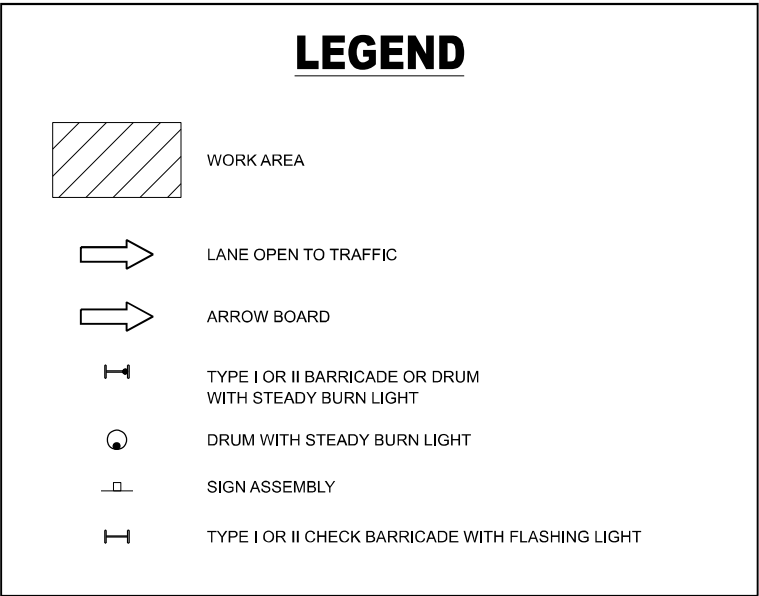 LEGEND
WORK AREA
LANE OPEN TO TRAFFIC
ARROW BOARD
TYPE I OR II BARRICADE OR DRUM
WITH STEADY BURN LIGHT
DRUM WITH STEADY BURN LIGHT
SIGN ASSEMBLY
TYPE I OR II CHECK BARRICADE WITH FLASHING LIGHT